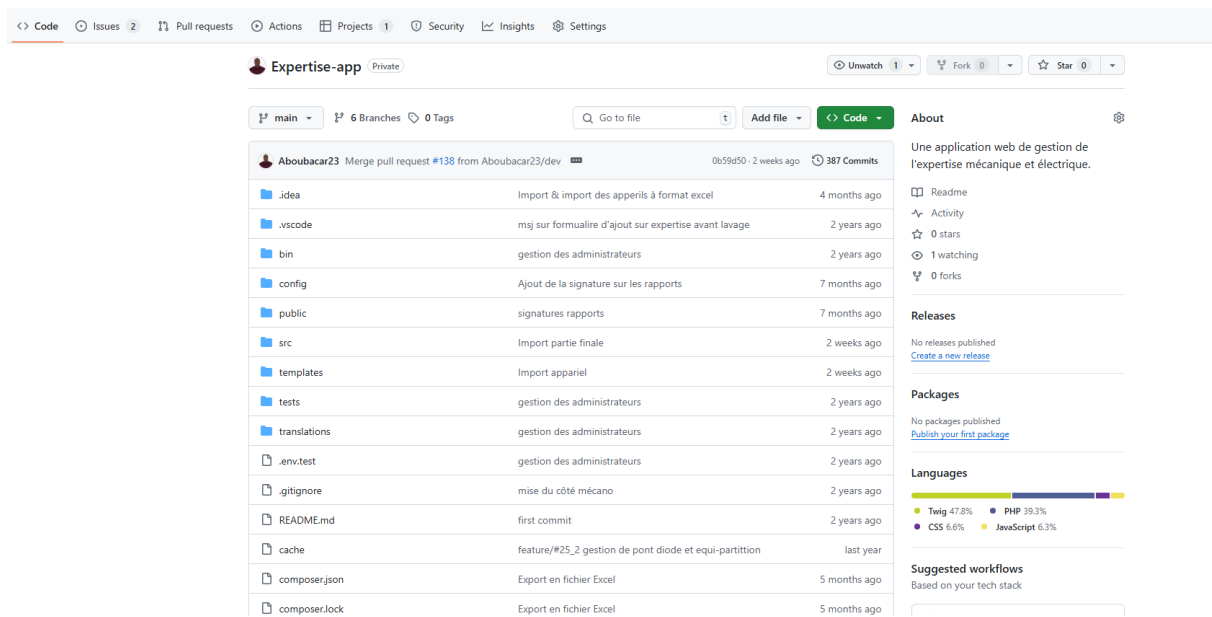 Code Issues 2 Pull requests Actions Projects 1 Security Insights Settings
Expertise-app Private Unwatch 1 Fork 0 Star 0
main 6 Branches 0 Tags Go to file t Add file Code
Aboubacar23 Merge pull request #138 from Aboubacar23/dev 0b59d50 · 2 weeks ago 387 Commits
.idea Import & import des apperils à format excel 4 months ago
.vscode msj sur formualire d'ajout sur expertise avant lavage 2 years ago
bin gestion des administrateurs 2 years ago
config Ajout de la signature sur les rapports 7 months ago
public signatures rapports 7 months ago
src Import partie finale 2 weeks ago
templates Import appariel 2 weeks ago
tests gestion des administrateurs 2 years ago
translations gestion des administrateurs 2 years ago
.env.test gestion des administrateurs 2 years ago
.gitignore mise du côté mécano 2 years ago
README.md first commit 2 years ago
cache feature/#25_2 gestion de pont diode et equi-partittion last year
composer.json Export en fichier Excel 5 months ago
composer.lock Export en fichier Excel 5 months ago
About
Une application web de gestion de
l'expertise mécanique et électrique.
Readme
Activity
0 stars
1 watching
0 forks
Releases
No releases published
Create a new release
Packages
No packages published
Publish your first package
Languages
Twig 47.8% PHP 39.3%
CSS 6.6% JavaScript 6.3%
Suggested workflows
Based on your tech stack